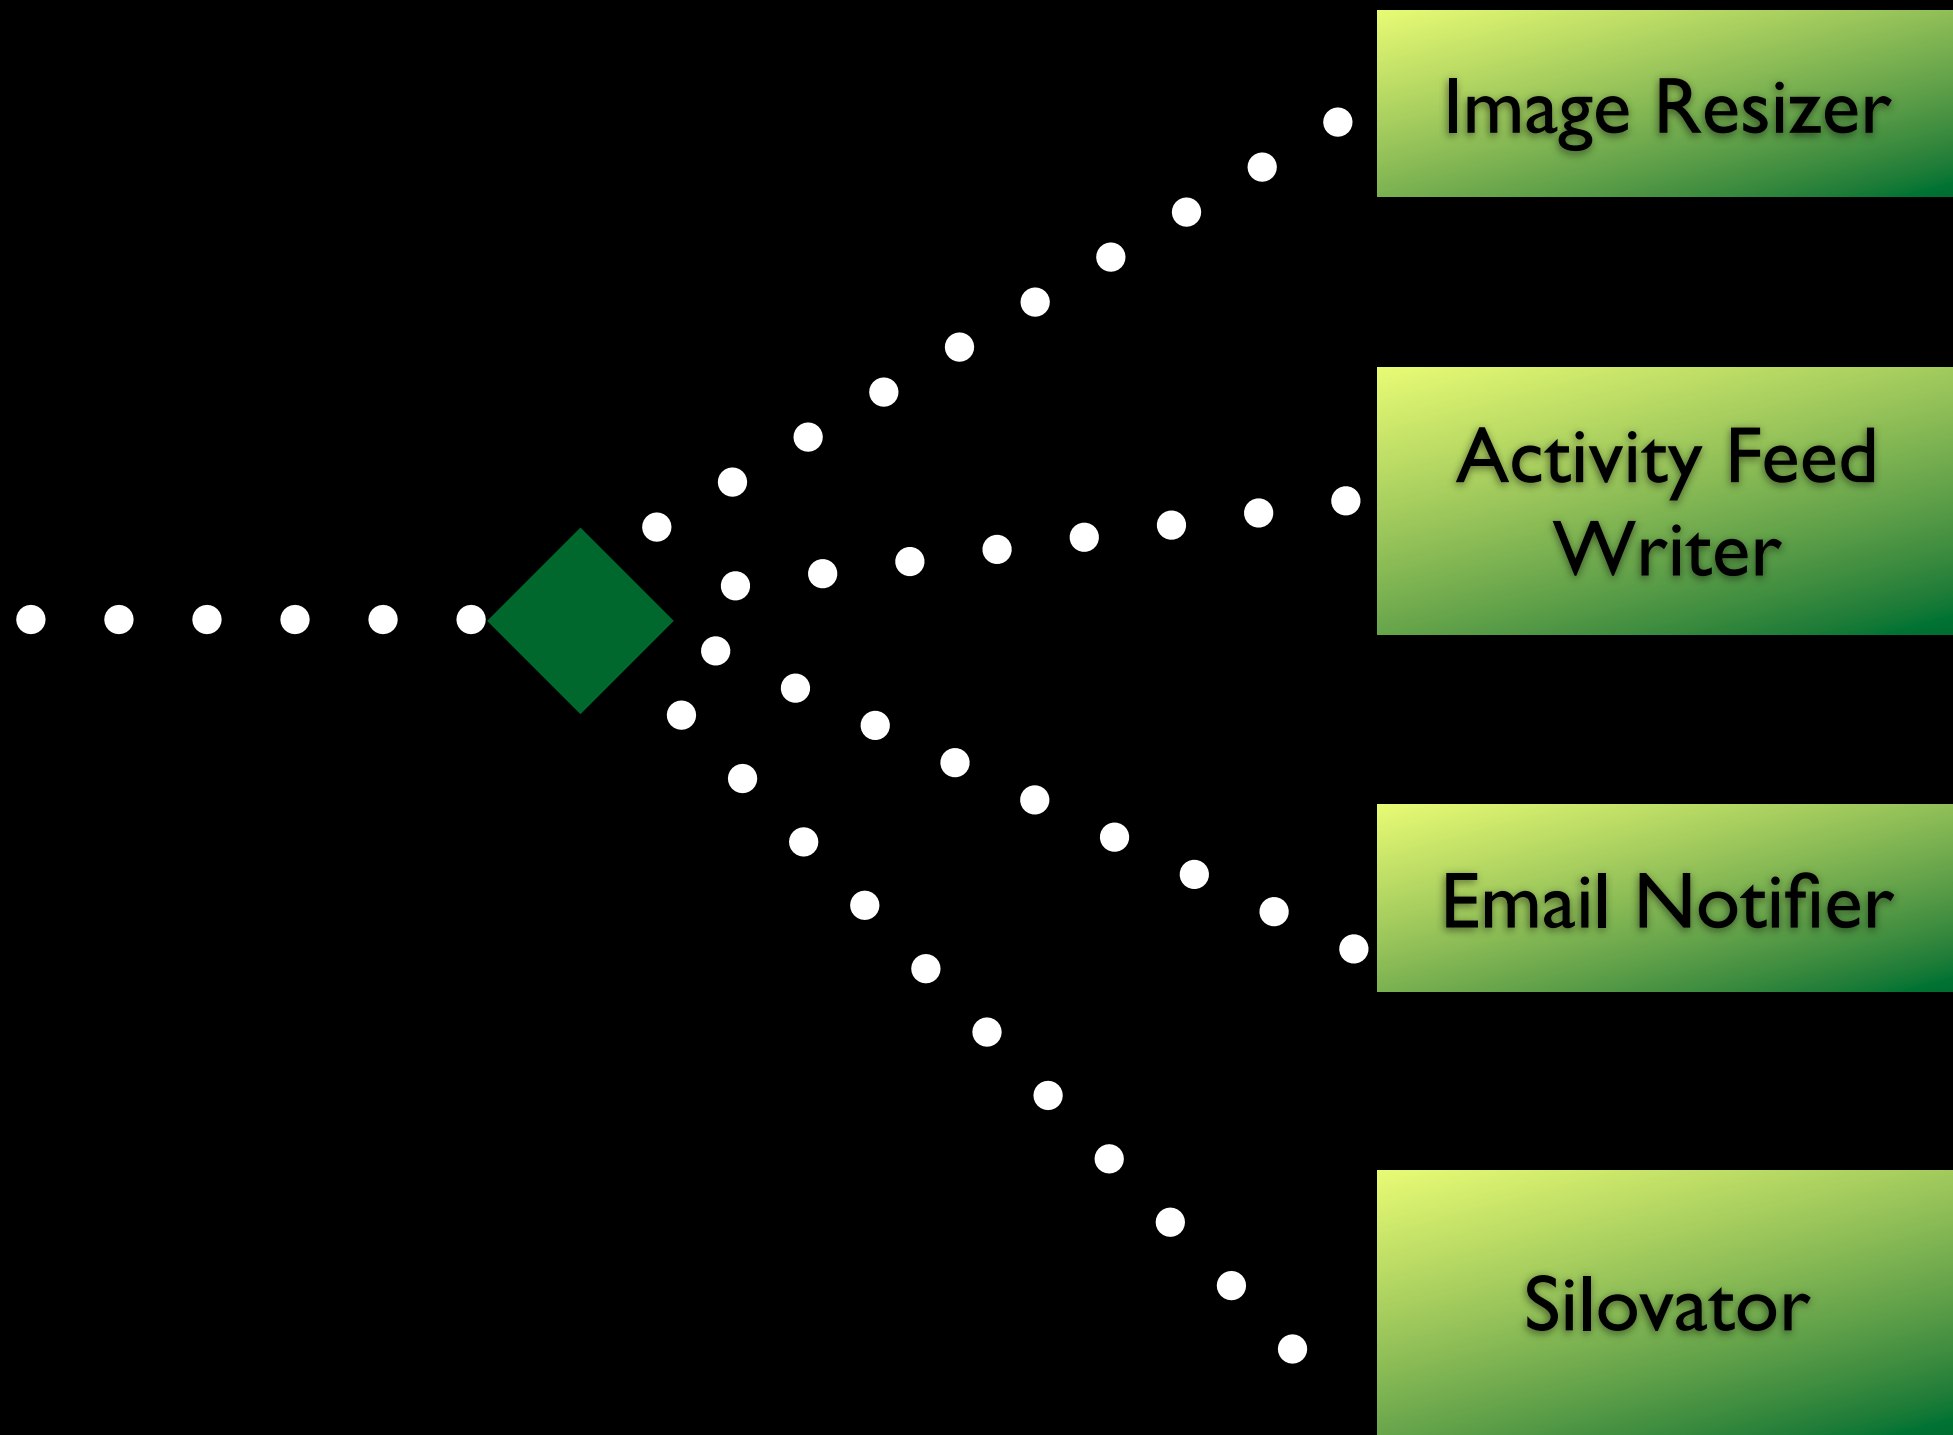 Image Resizer
Activity Feed
Writer
Email Notifier
Silovator